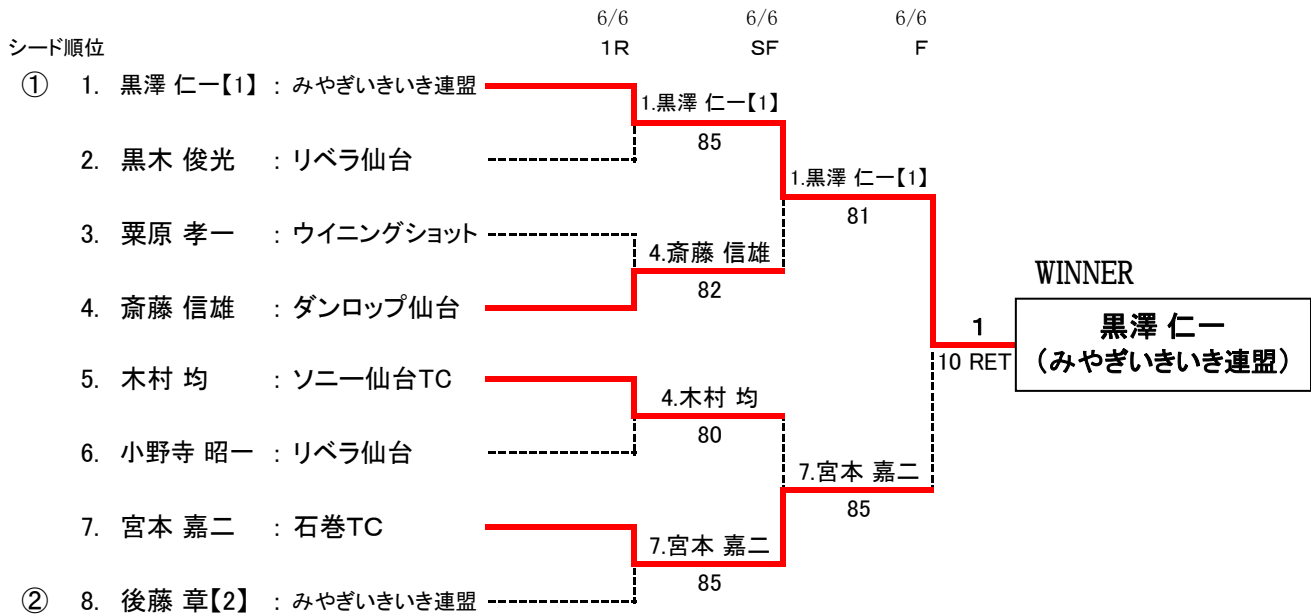 6/6 6/6 6/6
シード順位 1R SF F
① 1. 黒澤 仁一【1】 : みやぎいきいき連盟
1.黒澤 仁一【1】
85
2. 黒木 俊光 : リベラ仙台
1.黒澤 仁一【1】
81
3. 粟原 孝一 : ウイニングショット
4.斎藤 信雄
82
4. 斎藤 信雄 : ダンロップ仙台
WINNER
1
10 RET
黒澤 仁一
(みやぎいきいき連盟)
5. 木村 均 : ソニー仙台TC
4.木村 均
80
6. 小野寺 昭一 : リベラ仙台
7.宮本 嘉二
85
7. 宮本 嘉二 : 石巻TC
7.宮本 嘉二
85
② 8. 後藤 章【2】 : みやぎいきいき連盟